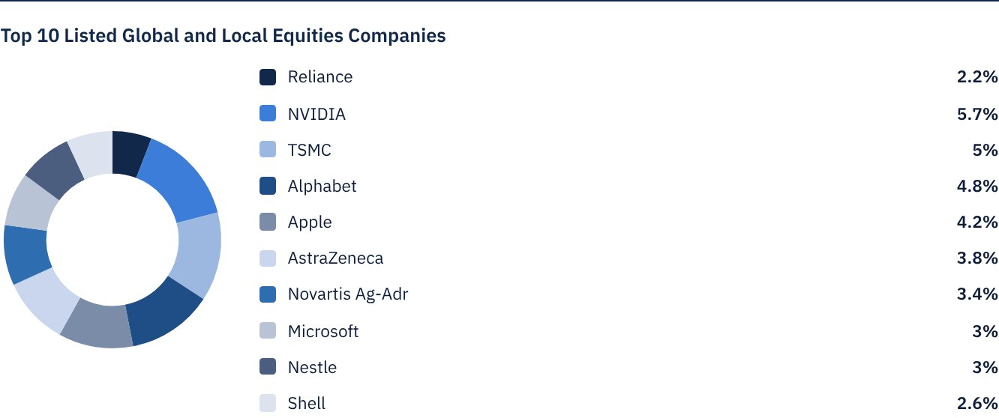 Top 10 Listed Global and Local Equities Companies
Reliance 2.2%
NVIDIA 5.7%
TSMC 5%
Alphabet 4.8%
Apple 4.2%
AstraZeneca 3.8%
Novartis Ag-Adr 3.4%
Microsoft 3%
Nestle 3%
Shell 2.6%